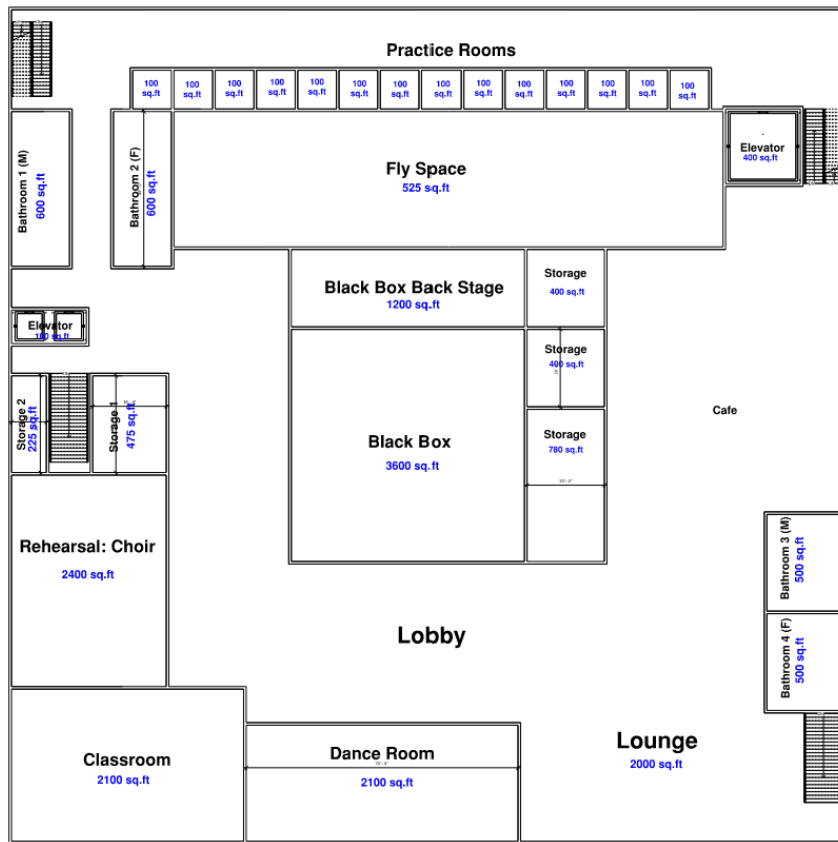 Practice Rooms
100
sq.ft
100
sq.ft
100
sq.ft
100
sq.ft
100
sq.ft
100
sq.ft
100
sq.ft
100
sq.ft
100
sq.ft
100
sq.ft
100
sq.ft
100
sq.ft
100
sq.ft
100
sq.ft
Bathroom 1 (M)
600 sq.ft
Bathroom 2 (F)
600 sq.ft
Fly Space
525 sq.ft
Elevator
400 sq.ft
Black Box Back Stage
1200 sq.ft
Storage
400 sq.ft
Elevator
Storage
400 sq.ft
Storage 2
225 sq.ft
Storage 1
475 sq.ft
Cafe
Black Box
3600 sq.ft
Storage
780 sq.ft
Rehearsal: Choir
2400 sq.ft
Bathroom 3 (M)
500 sq.ft
Lobby
Bathroom 4 (F)
500 sq.ft
Classroom
2100 sq.ft
Dance Room
2100 sq.ft
Lounge
2000 sq.ft